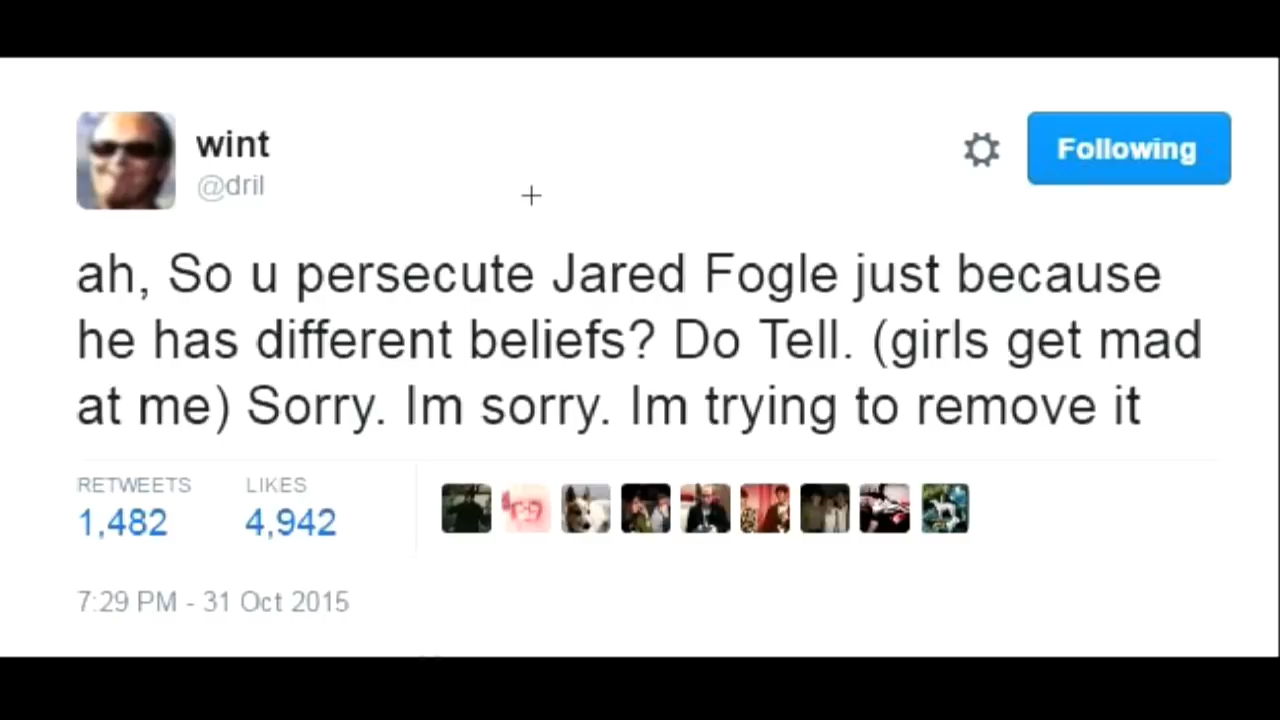 wint
@dril
Following
ah, So u persecute Jared Fogle just because
he has different beliefs? Do Tell. (girls get mad
at me) Sorry. Im sorry. Im trying to remove it
RETWEETS LIKES
1,482 4,942
7:29 PM - 31 Oct 2015